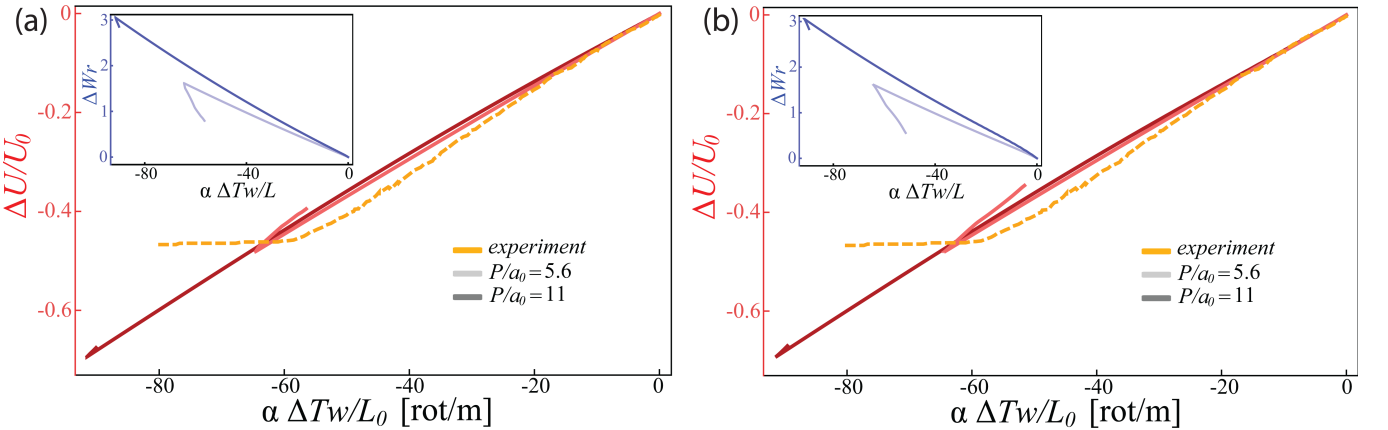 (a)
0
-0.2
-0.4
-0.6
ΔU/U₀
-80
-60
-40
-20
0
α ΔTw/L₀ [rot/m]
3
2
1
0
ΔWr
-80
-40
0
α ΔTw/L
experiment
P/a₀=5.6
P/a₀=11
(b)
0
-0.2
-0.4
-0.6
ΔU/U₀
-80
-60
-40
-20
0
α ΔTw/L₀ [rot/m]
3
2
1
0
ΔWr
-80
-40
0
α ΔTw/L
experiment
P/a₀=5.6
P/a₀=11